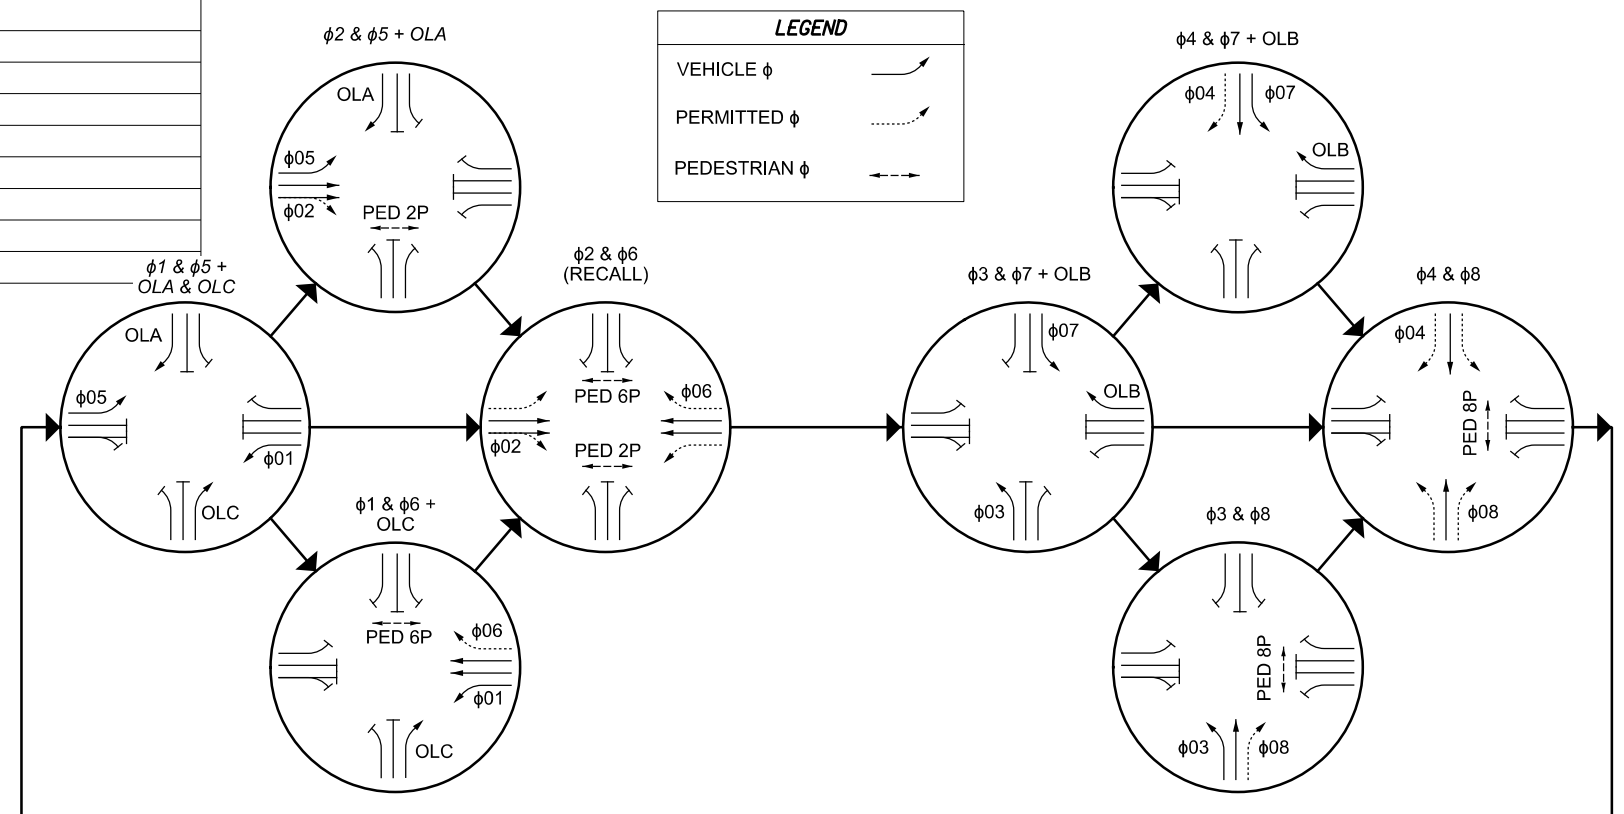 LEGEND
VEHICLE ϕ
PERMITTED ϕ
PEDESTRIAN ϕ
ϕ2 & ϕ5 + OLA
OLA
ϕ05
ϕ02
PED 2P
ϕ1 & ϕ5 +
OLA & OLC
OLA
ϕ05
ϕ01
OLC
ϕ2 & ϕ6
(RECALL)
PED 6P
ϕ06
ϕ02
PED 2P
ϕ1 & ϕ6 +
OLC
PED 6P
ϕ06
ϕ01
OLC
ϕ4 & ϕ7 + OLB
ϕ04
ϕ07
OLB
ϕ3 & ϕ7 + OLB
ϕ07
OLB
ϕ03
ϕ4 & ϕ8
ϕ04
PED 8P
ϕ08
ϕ3 & ϕ8
PED 8P
ϕ03
ϕ08